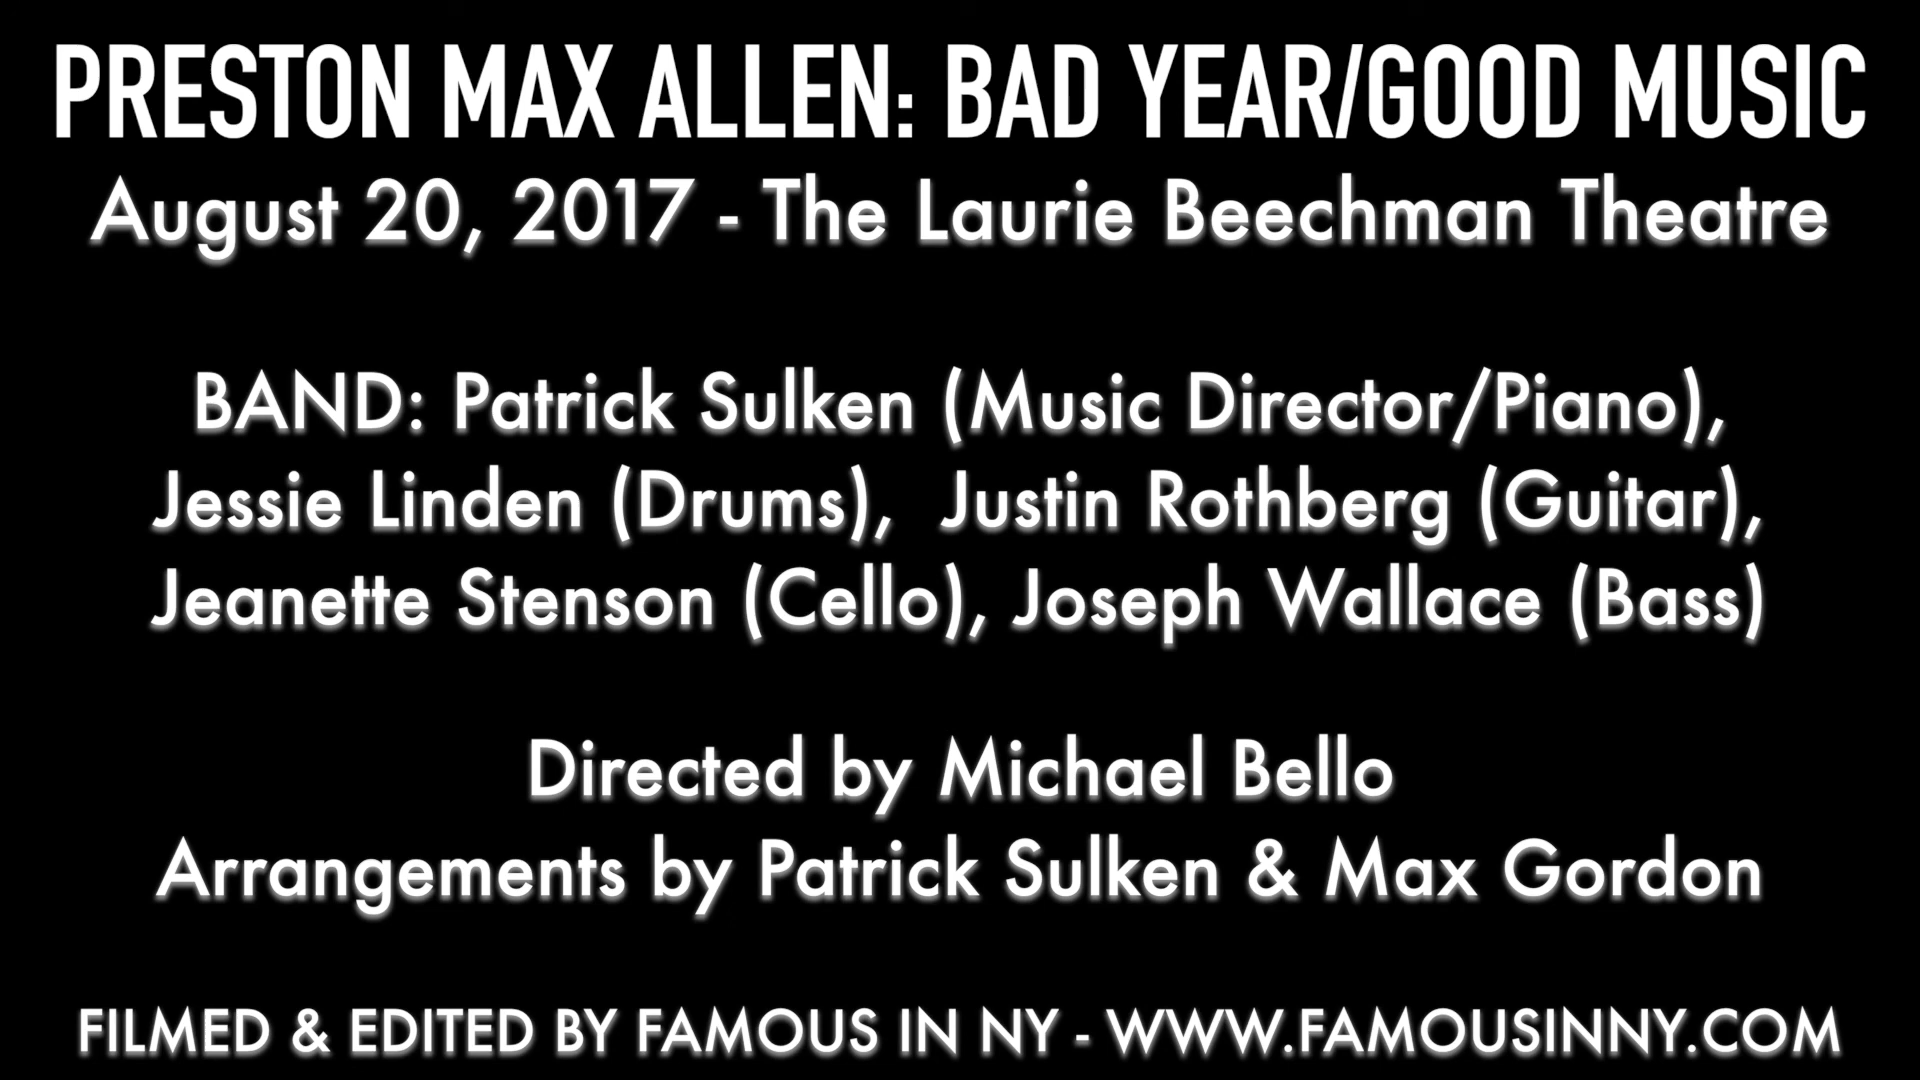 PRESTON MAX ALLEN: BAD YEAR/GOOD MUSIC
August 20, 2017 - The Laurie Beechman Theatre
BAND: Patrick Sulken (Music Director/Piano),
Jessie Linden (Drums),  Justin Rothberg (Guitar),
Jeanette Stenson (Cello), Joseph Wallace (Bass)
Directed by Michael Bello
Arrangements by Patrick Sulken & Max Gordon
FILMED & EDITED BY FAMOUS IN NY - WWW.FAMOUSINNY.COM